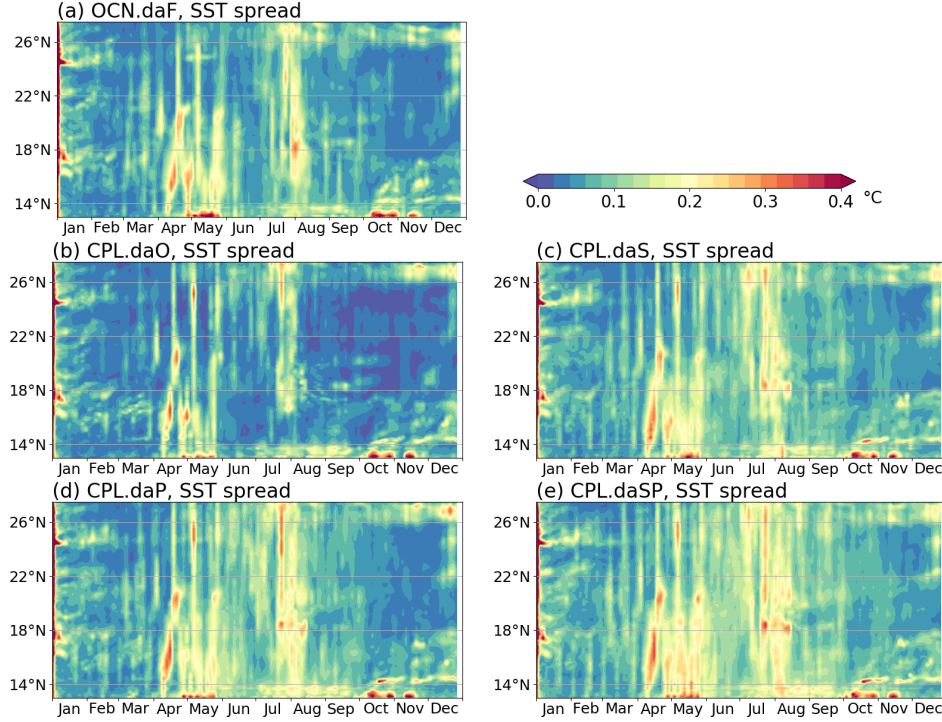 (a) OCN.daF, SST spread
26°N
22°N
18°N
14°N
Jan Feb Mar Apr May Jun Jul Aug Sep Oct Nov Dec
0.0 0.1 0.2 0.3 0.4 °C
(b) CPL.daO, SST spread
26°N
22°N
18°N
14°N
Jan Feb Mar Apr May Jun Jul Aug Sep Oct Nov Dec
(c) CPL.daS, SST spread
26°N
22°N
18°N
14°N
Jan Feb Mar Apr May Jun Jul Aug Sep Oct Nov Dec
(d) CPL.daP, SST spread
26°N
22°N
18°N
14°N
Jan Feb Mar Apr May Jun Jul Aug Sep Oct Nov Dec
(e) CPL.daSP, SST spread
26°N
22°N
18°N
14°N
Jan Feb Mar Apr May Jun Jul Aug Sep Oct Nov Dec